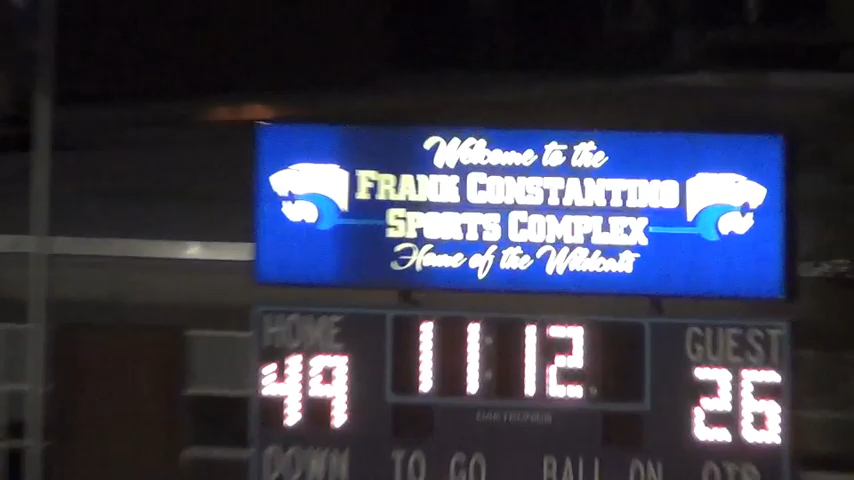 Welcome to the
FRANK CONSTANTINO
SPORTS COMPLEX
Home of the Wildcats
HOME 11:12 GUEST
49 26
DAKTRONICS
DOWN TO GO BALL ON QTR